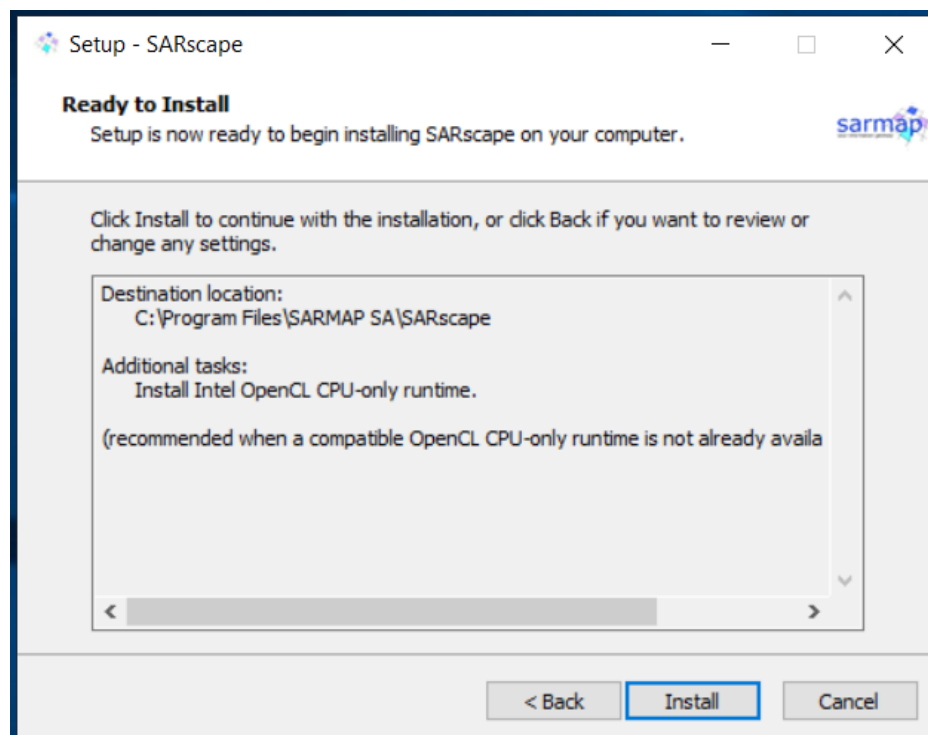 Setup - SARscape
Ready to Install
Setup is now ready to begin installing SARscape on your computer.
sarmap
Click Install to continue with the installation, or click Back if you want to review or
change any settings.
Destination location:
C:\Program Files\SARMAP SA\SARscape
Additional tasks:
Install Intel OpenCL CPU-only runtime.
(recommended when a compatible OpenCL CPU-only runtime is not already availa
< Back
Install
Cancel